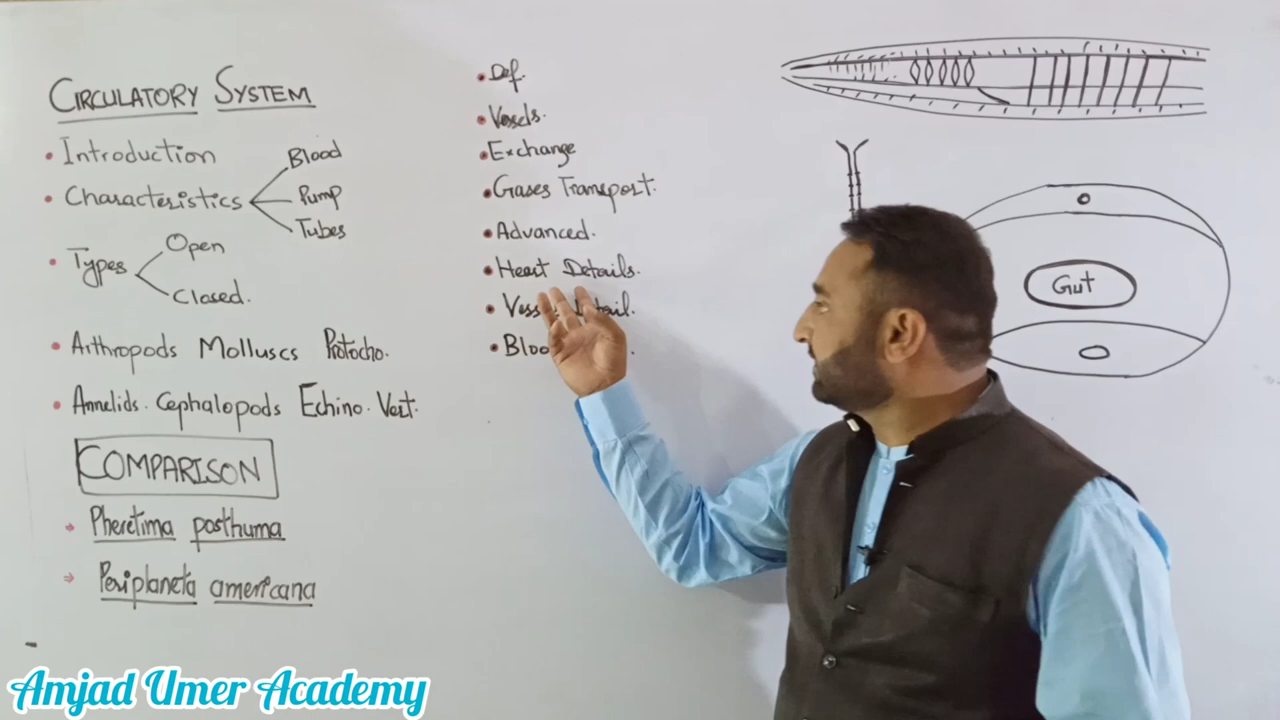 CIRCULATORY SYSTEM
• Introduction
• Characteristics
Blood
Pump
Tubes
• Types
Open
Closed.
• Arthropods Molluscs Protocho.
• Annelids. Cephalopods Echino. Vert.
COMPARISON
Pheretima posthuma
Periplaneta americana
• Def.
• Vessels.
• Exchange
• Gases Transport.
• Advanced.
• Heart Details.
Gut
Amjad Umer Academy